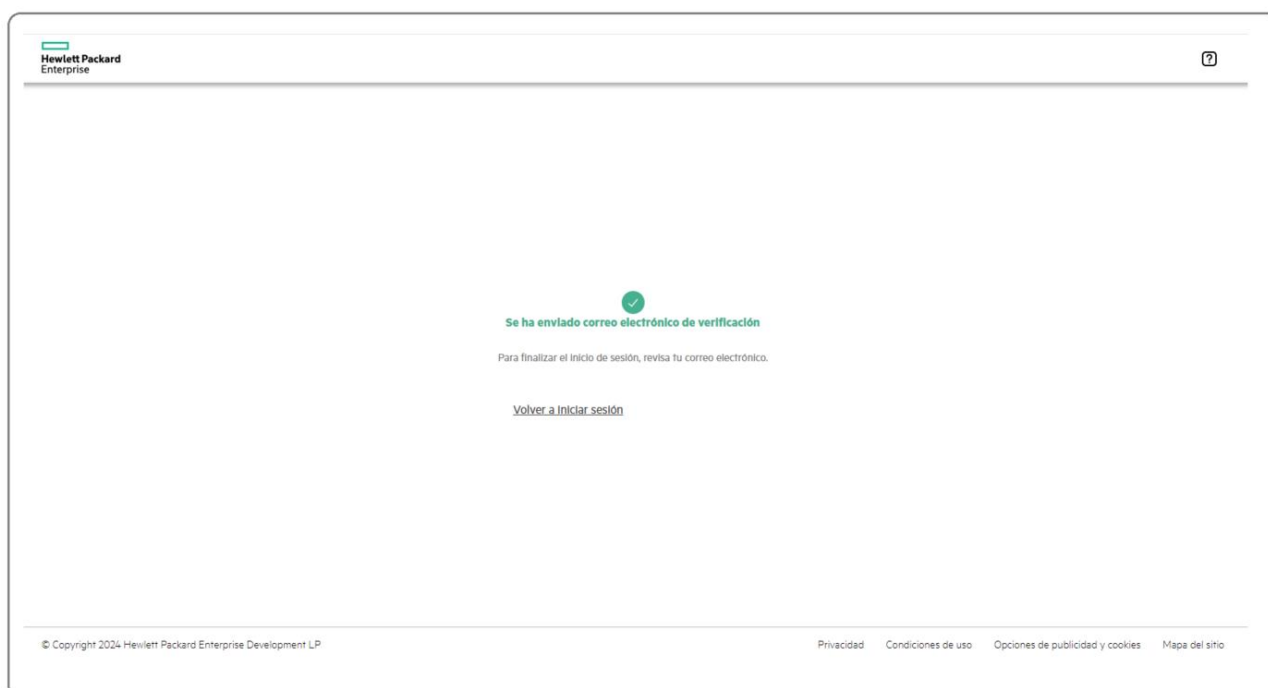 Hewlett Packard
Enterprise
?
Se ha enviado correo electrónico de verificación
Para finalizar el inicio de sesión, revisa tu correo electrónico.
Volver a iniciar sesión
© Copyright 2024 Hewlett Packard Enterprise Development LP
Privacidad Condiciones de uso Opciones de publicidad y cookies Mapa del sitio